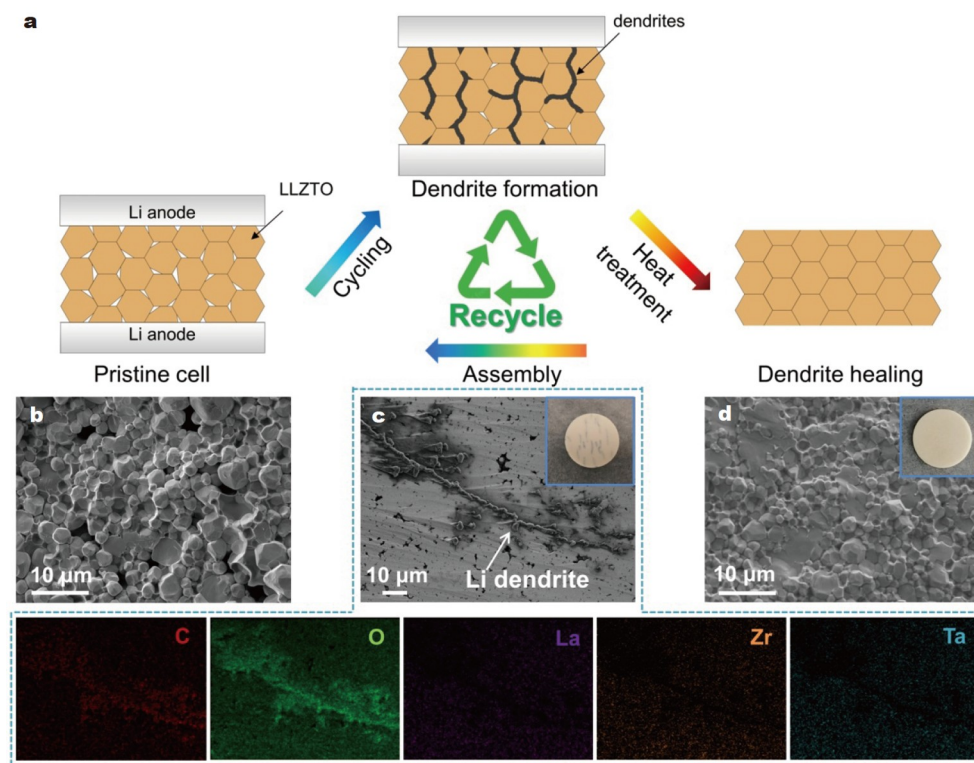 a
dendrites
Dendrite formation
LLZTO
Li anode
Li anode
Pristine cell
Cycling
Recycle
Heat
treatment
Assembly
Dendrite healing
b
10 μm
c
10 μm
Li dendrite
d
10 μm
C
O
La
Zr
Ta